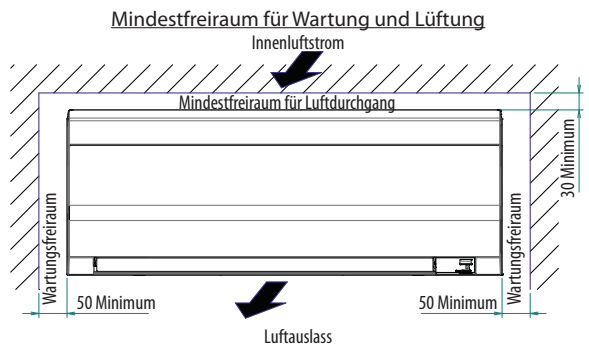 Mindestfreiraum für Wartung und Lüftung
Innenluftstrom
Mindestfreiraum für Luftdurchgang
30 Minimum
Wartungsfreiraum
Wartungsfreiraum
50 Minimum
50 Minimum
Luftauslass